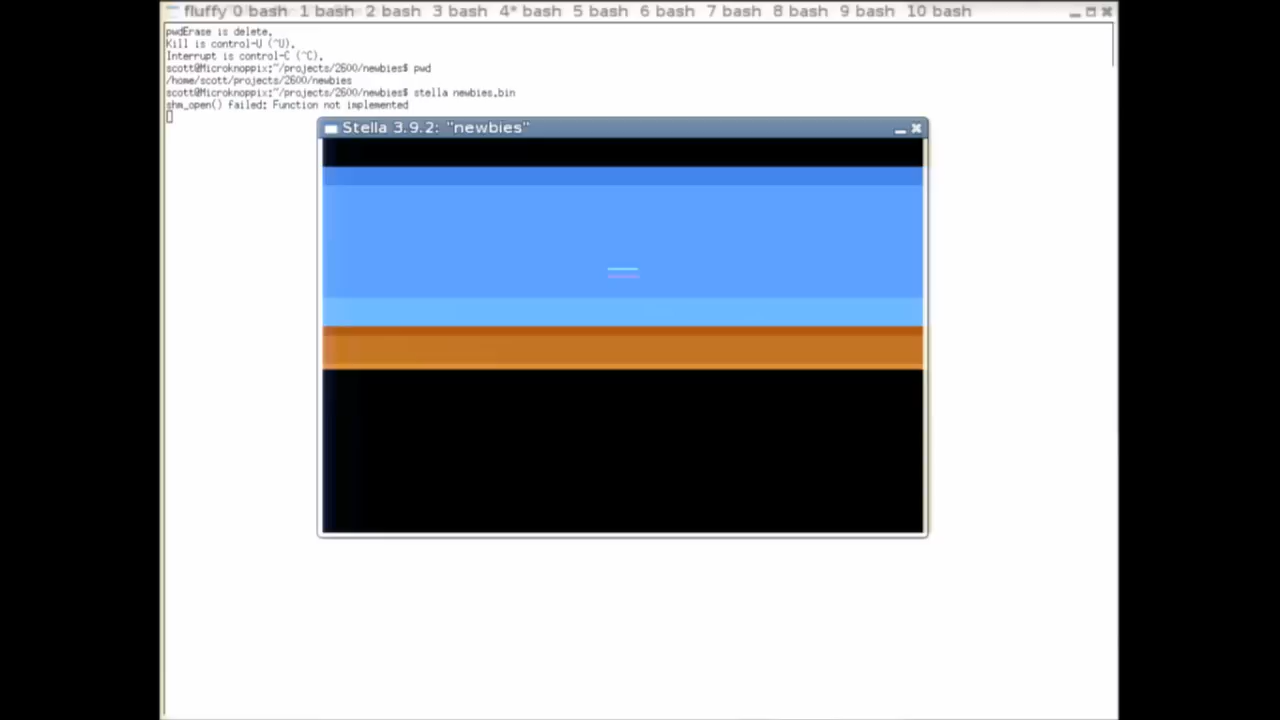 fluffy 0 bash 1 bash 2 bash 3 bash 4* bash 5 bash 6 bash 7 bash 8 bash 9 bash 10 bash
pwdErase is delete.
Kill is control-U (^U).
Interrupt is control-C (^C).
scott@Microknoppix:~/projects/2600/newbies$ pwd
/home/scott/projects/2600/newbies
scott@Microknoppix:~/projects/2600/newbies$ stella newbies.bin
shm_open() failed: Function not implemented
Stella 3.9.2: "newbies"